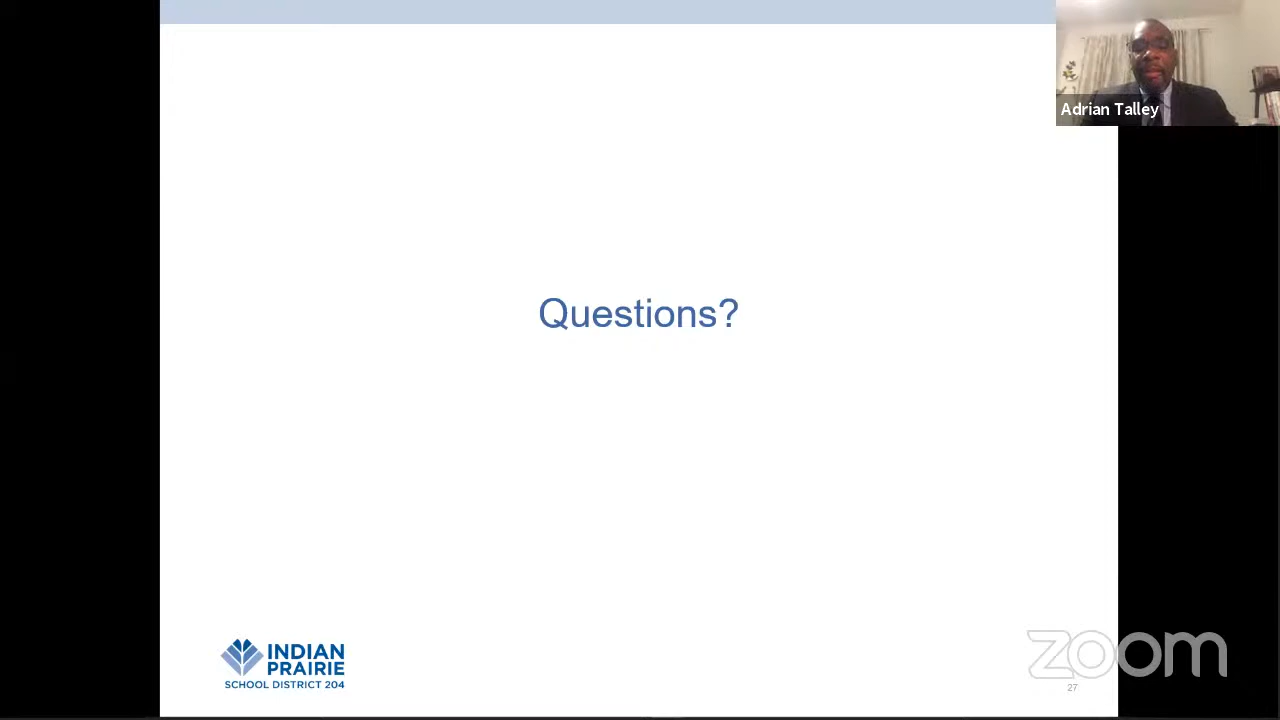 Adrian Talley
Questions?
INDIAN
PRAIRIE
SCHOOL DISTRICT 204
zoom
27